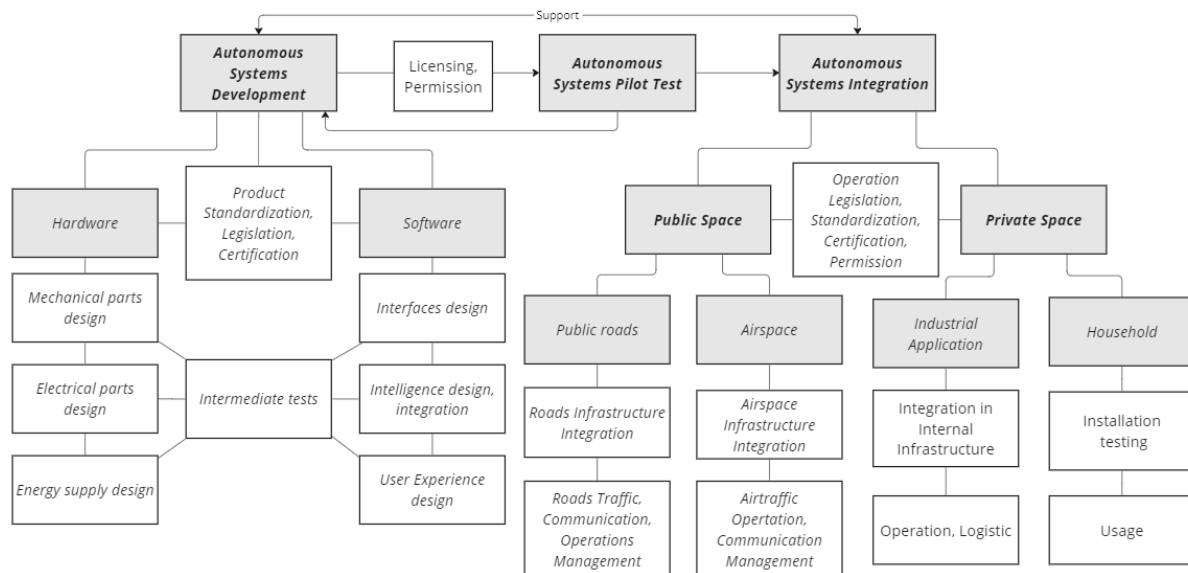 Support
Autonomous
Systems
Development
Licensing,
Permission
Autonomous
Systems Pilot Test
Autonomous
Systems Integration
Hardware
Product
Standardization,
Legislation,
Certification
Software
Public Space
Operation
Legislation,
Standardization,
Certification,
Permission
Private Space
Mechanical parts
design
Interfaces design
Electrical parts
design
Intermediate tests
Intelligence design,
integration
Energy supply design
User Experience
design
Public roads
Airspace
Industrial
Application
Household
Roads Infrastructure
Integration
Airspace
Infrastructure
Integration
Integration in
Internal
Infrastructure
Installation
testing
Roads Traffic,
Communication,
Operations
Management
Airtraffic
Opertation,
Communication
Management
Operation, Logistic
Usage